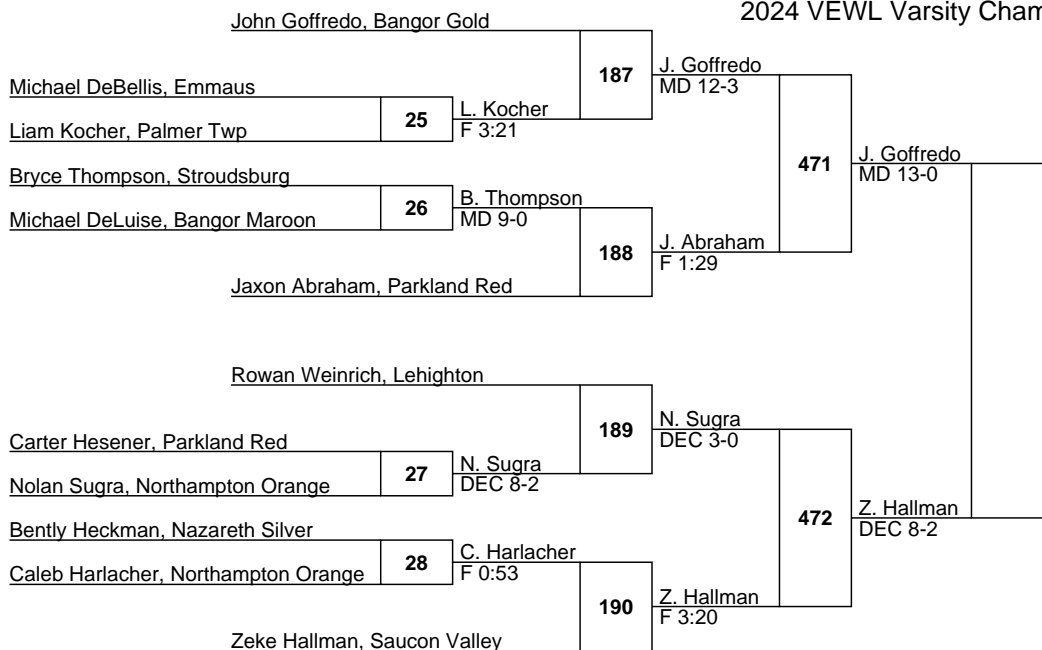 2024 VEWL Varsity Cham
John Goffredo, Bangor Gold
187
J. Goffredo
MD 12-3
Michael DeBellis, Emmaus
25
L. Kocher
F 3:21
Liam Kocher, Palmer Twp
471
J. Goffredo
MD 13-0
Bryce Thompson, Stroudsburg
26
B. Thompson
MD 9-0
Michael DeLuise, Bangor Maroon
188
J. Abraham
F 1:29
Jaxon Abraham, Parkland Red
Rowan Weinrich, Lehighton
189
N. Sugra
DEC 3-0
Carter Hesener, Parkland Red
27
N. Sugra
DEC 8-2
Nolan Sugra, Northampton Orange
472
Z. Hallman
DEC 8-2
Bently Heckman, Nazareth Silver
28
C. Harlacher
F 0:53
Caleb Harlacher, Northampton Orange
190
Z. Hallman
F 3:20
Zeke Hallman, Saucon Valley